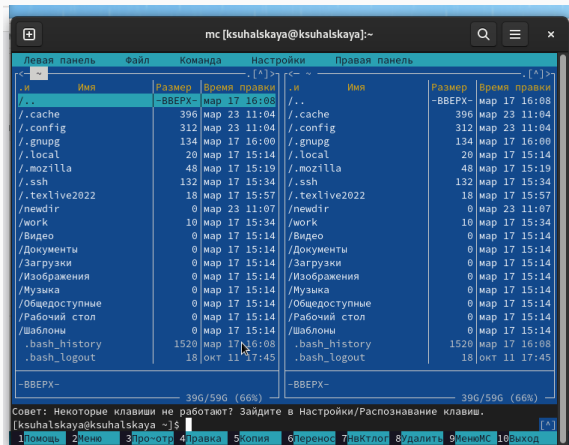 mc [ksuhalskaya@ksuhalskaya]:~
Левая панель Файл Команда Настройки Правая панель
<- ~ .[^]>
.и Имя Размер Время правки
/.. -ВВЕРХ- мар 17 16:08
/.cache 396 мар 23 11:04
/.config 312 мар 23 11:04
/.gnupg 134 мар 17 16:00
/.local 20 мар 17 15:14
/.mozilla 48 мар 17 15:19
/.ssh 132 мар 17 15:34
/.texlive2022 18 мар 17 15:57
/newdir 0 мар 23 11:07
/work 10 мар 17 15:34
/Видео 0 мар 17 15:14
/Документы 0 мар 17 15:14
/Загрузки 0 мар 17 15:14
/Изображения 0 мар 17 15:14
/Музыка 0 мар 17 15:14
/Общедоступные 0 мар 17 15:14
/Рабочий стол 0 мар 17 15:14
/Шаблоны 0 мар 17 15:14
.bash_history 1520 мар 17 16:08
.bash_logout 18 окт 11 17:45
-ВВЕРХ-
39G/59G (66%)
<- ~ .[^]>
.и Имя Размер Время правки
/.. -ВВЕРХ- мар 17 16:08
/.cache 396 мар 23 11:04
/.config 312 мар 23 11:04
/.gnupg 134 мар 17 16:00
/.local 20 мар 17 15:14
/.mozilla 48 мар 17 15:19
/.ssh 132 мар 17 15:34
/.texlive2022 18 мар 17 15:57
/newdir 0 мар 23 11:07
/work 10 мар 17 15:34
/Видео 0 мар 17 15:14
/Документы 0 мар 17 15:14
/Загрузки 0 мар 17 15:14
/Изображения 0 мар 17 15:14
/Музыка 0 мар 17 15:14
/Общедоступные 0 мар 17 15:14
/Рабочий стол 0 мар 17 15:14
/Шаблоны 0 мар 17 15:14
.bash_history 1520 мар 17 16:08
.bash_logout 18 окт 11 17:45
-ВВЕРХ-
39G/59G (66%)
Совет: Некоторые клавиши не работают? Зайдите в Настройки/Распознавание клавиш.
[ksuhalskaya@ksuhalskaya ~]$ [^]
1Помощь 2Меню 3Про~отр 4Правка 5Копия 6Перенос 7НвКтлог 8Удалить 9МенюMC 10Выход